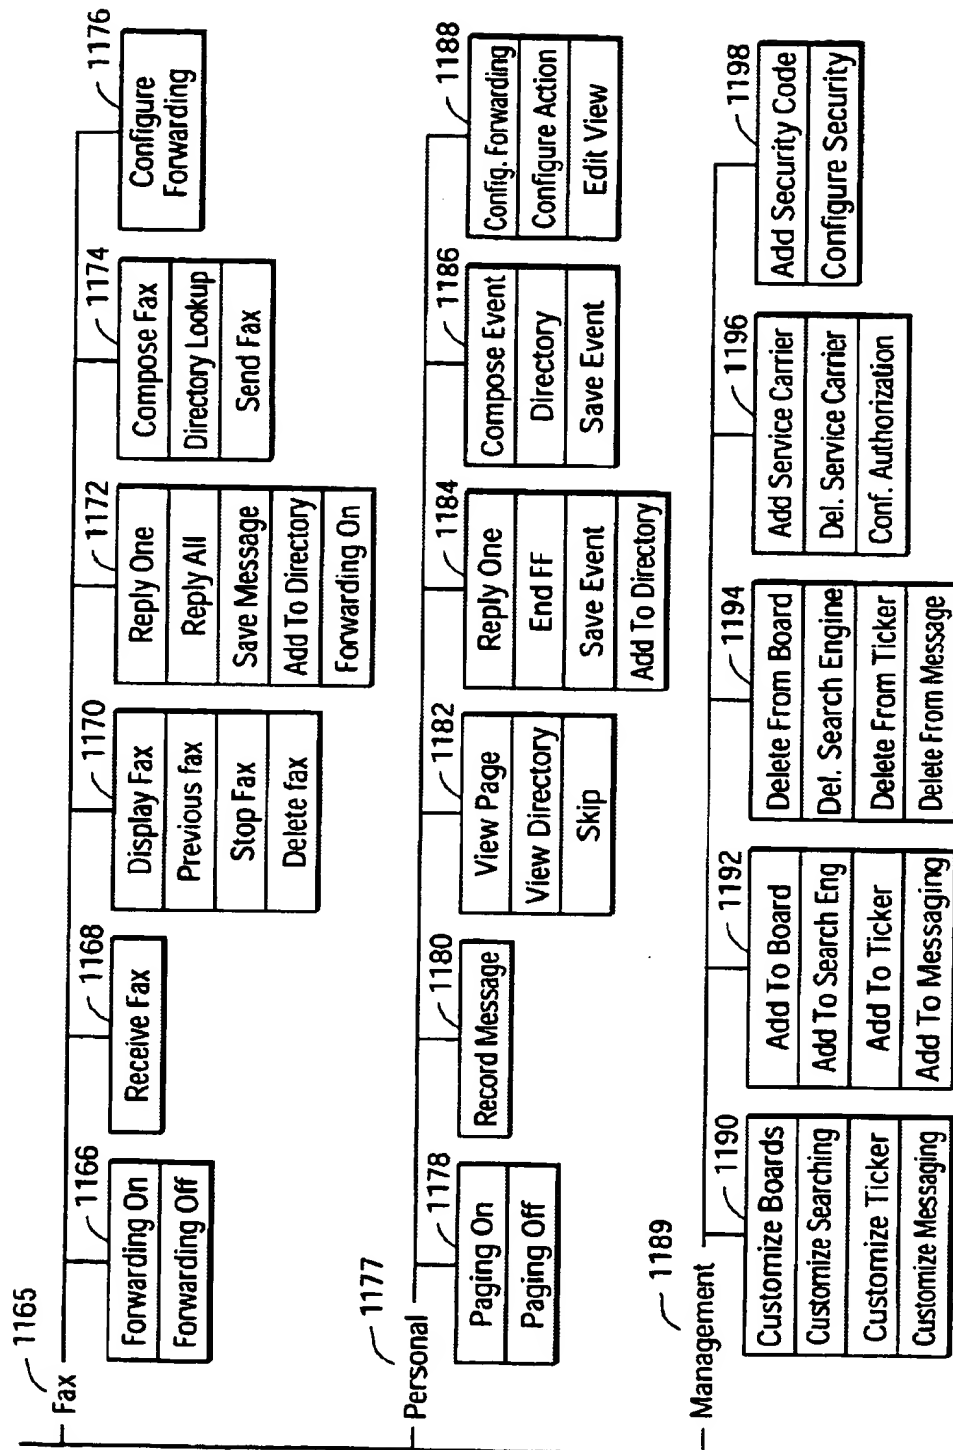 1165
Fax
1166
Forwarding On
Forwarding Off
1168
Receive Fax
1170
Display Fax
Previous fax
Stop Fax
Delete fax
1172
Reply One
Reply All
Save Message
Add To Directory
Forwarding On
1174
Compose Fax
Directory Lookup
Send Fax
1176
Configure
Forwarding
1177
Personal
1178
Paging On
Paging Off
1180
Record Message
1182
View Page
View Directory
Skip
1184
Reply One
End FF
Save Event
Add To Directory
1186
Compose Event
Directory
Save Event
1188
Config. Forwarding
Configure Action
Edit View
1189
Management
1190
Customize Boards
Customize Searching
Customize Ticker
Customize Messaging
1192
Add To Board
Add To Search Eng
Add To Ticker
Add To Messaging
1194
Delete From Board
Del. Search Engine
Delete From Ticker
Delete From Message
1196
Add Service Carrier
Del. Service Carrier
Conf. Authorization
1198
Add Security Code
Configure Security